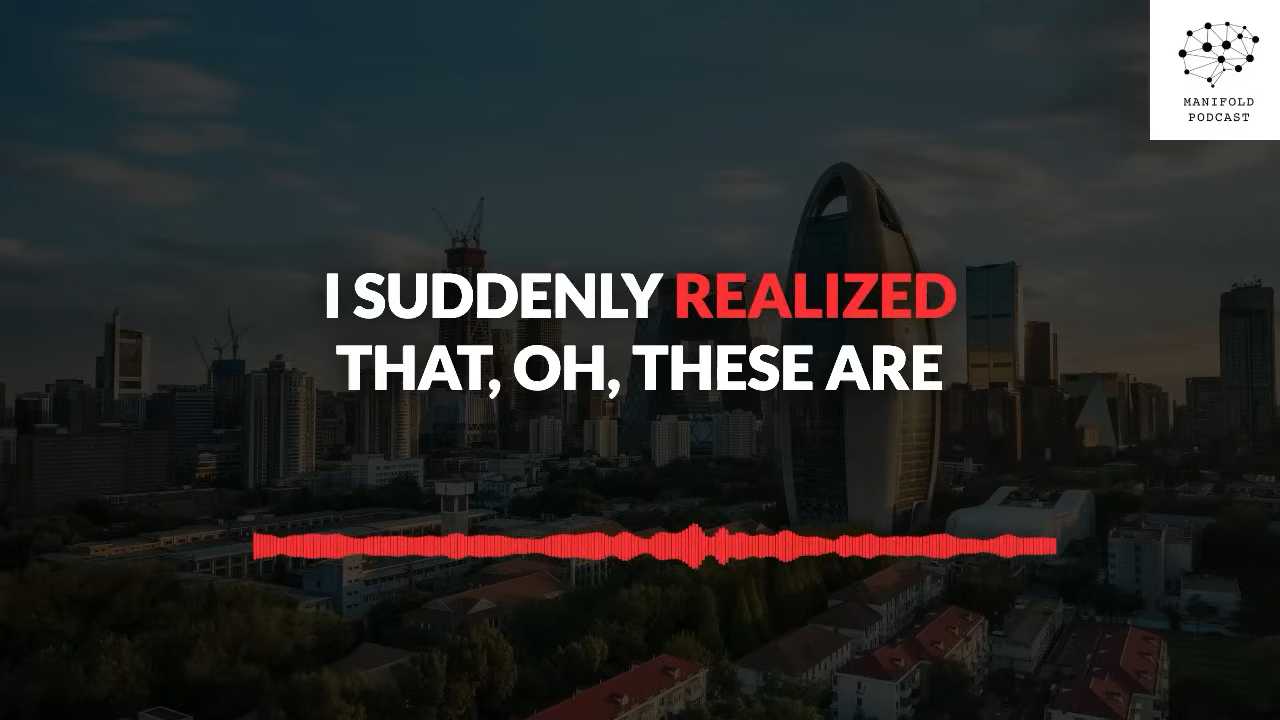 MANIFOLD
PODCAST
I SUDDENLY REALIZED
THAT, OH, THESE ARE